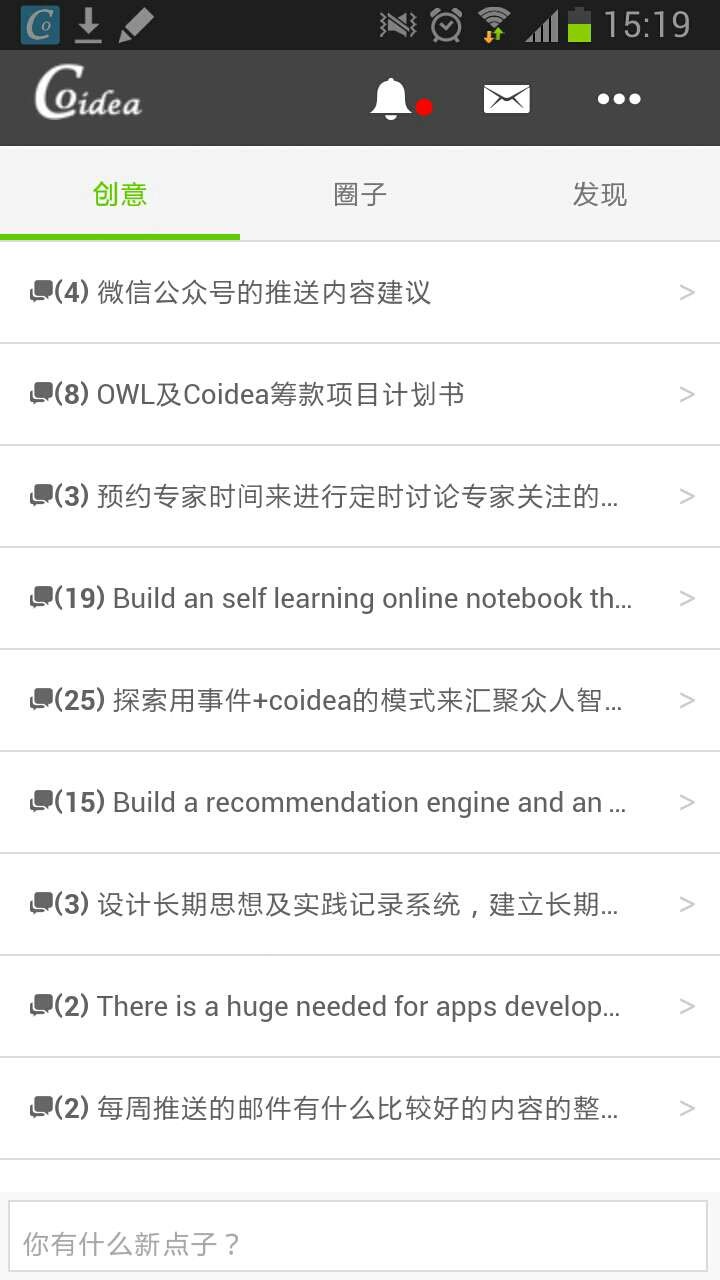 Co
15:19
Coidea
创意 圈子 发现
(4) 微信公众号的推送内容建议 >
(8) OWL及Coidea筹款项目计划书 >
(3) 预约专家时间来进行定时讨论专家关注的... >
(19) Build an self learning online notebook th... >
(25) 探索用事件+coidea的模式来汇聚众人智... >
(15) Build a recommendation engine and an ... >
(3) 设计长期思想及实践记录系统，建立长期... >
(2) There is a huge needed for apps develop... >
(2) 每周推送的邮件有什么比较好的内容的整... >
你有什么新点子？